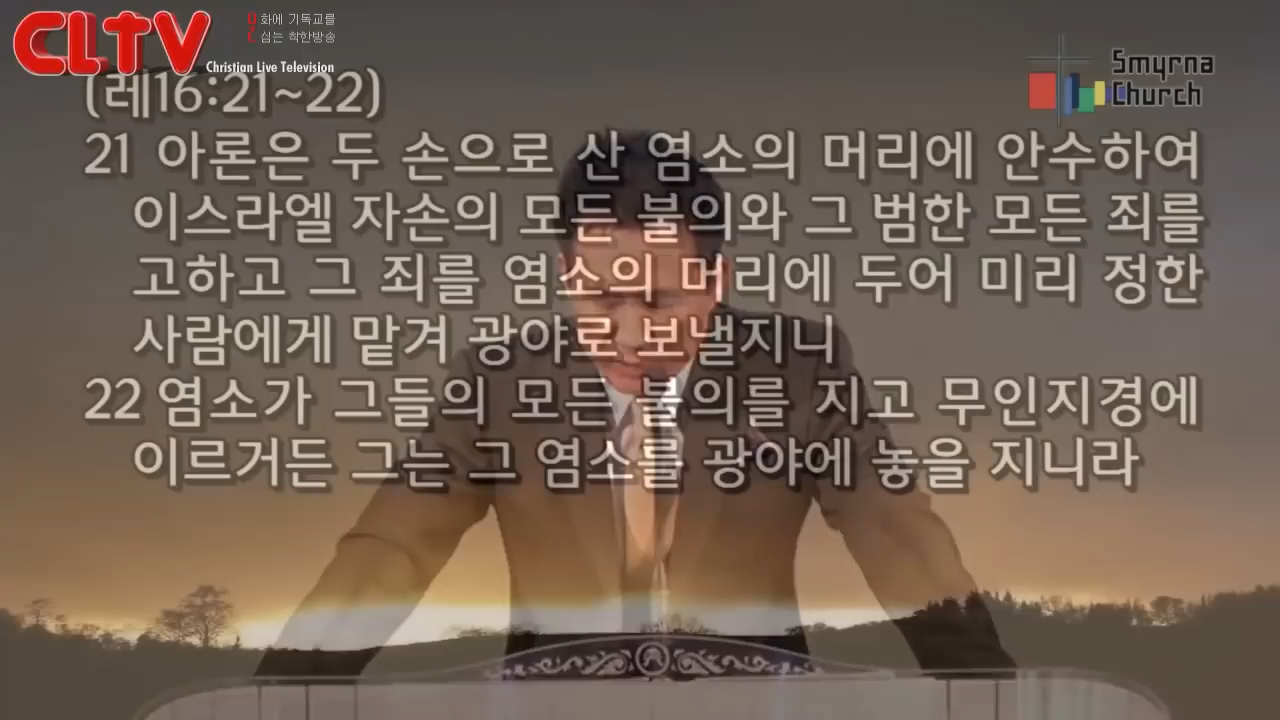 CLTV
문화에 기독교를
심는 착한방송
Christian Live Television
Smyrna
Church
(레16:21~22)
21 아론은 두 손으로 산 염소의 머리에 안수하여
이스라엘 자손의 모든 불의와 그 범한 모든 죄를
고하고 그 죄를 염소의 머리에 두어 미리 정한
사람에게 맡겨 광야로 보낼지니
22 염소가 그들의 모든 불의를 지고 무인지경에
이르거든 그는 그 염소를 광야에 놓을 지니라